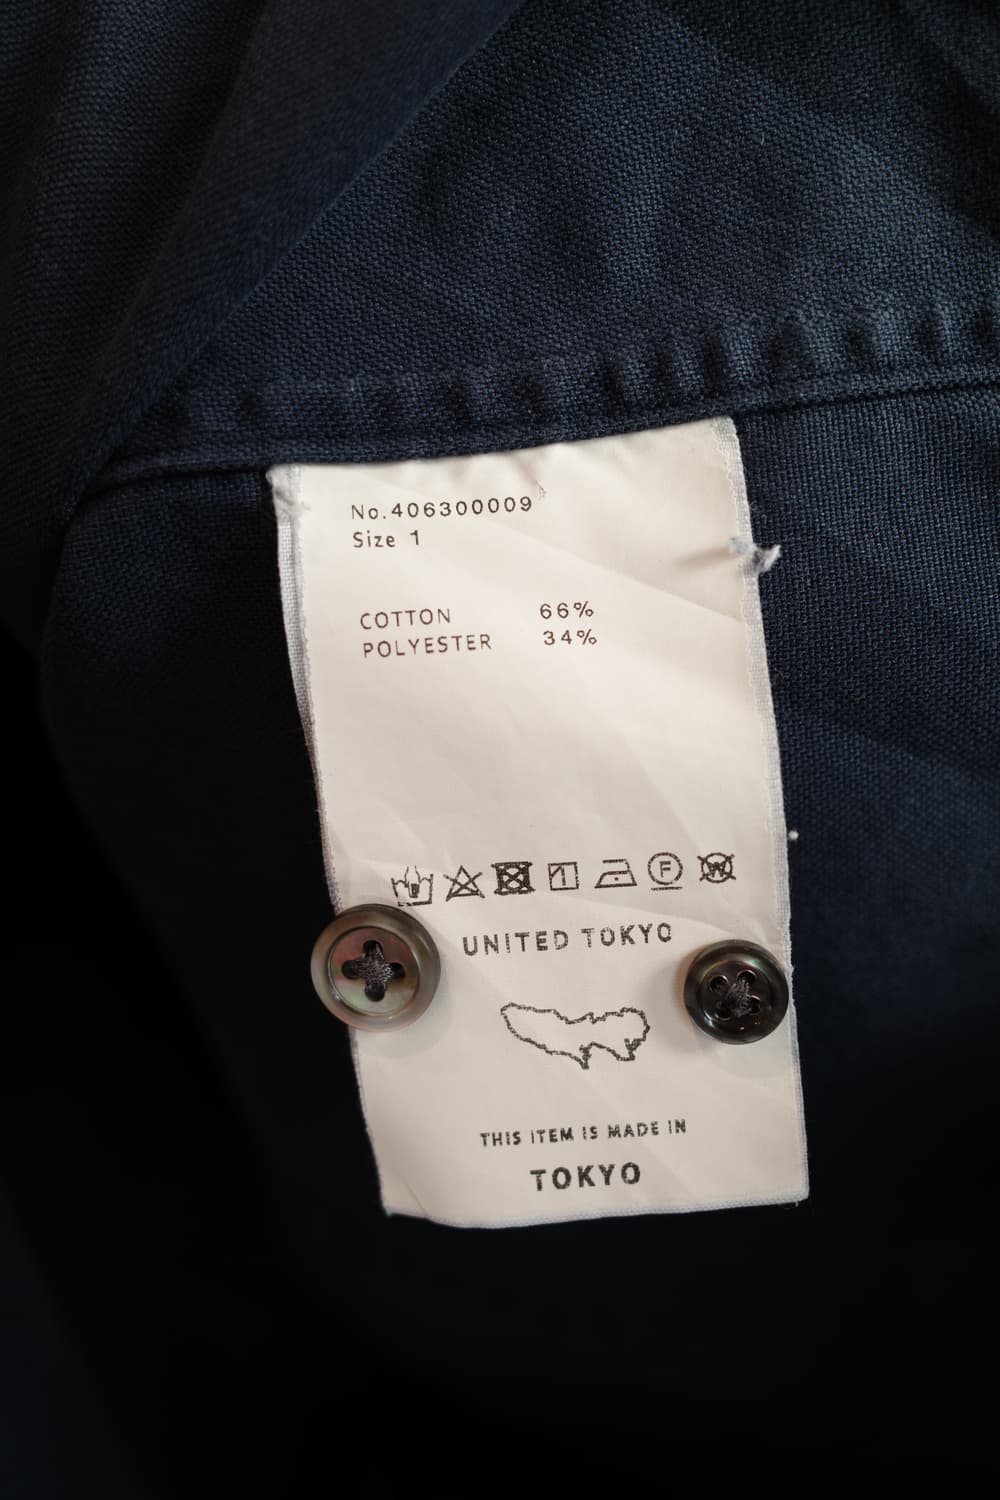 No.406300009
Size 1
COTTON 66%
POLYESTER 34%
F W
UNITED TOKYO
THIS ITEM IS MADE IN
TOKYO